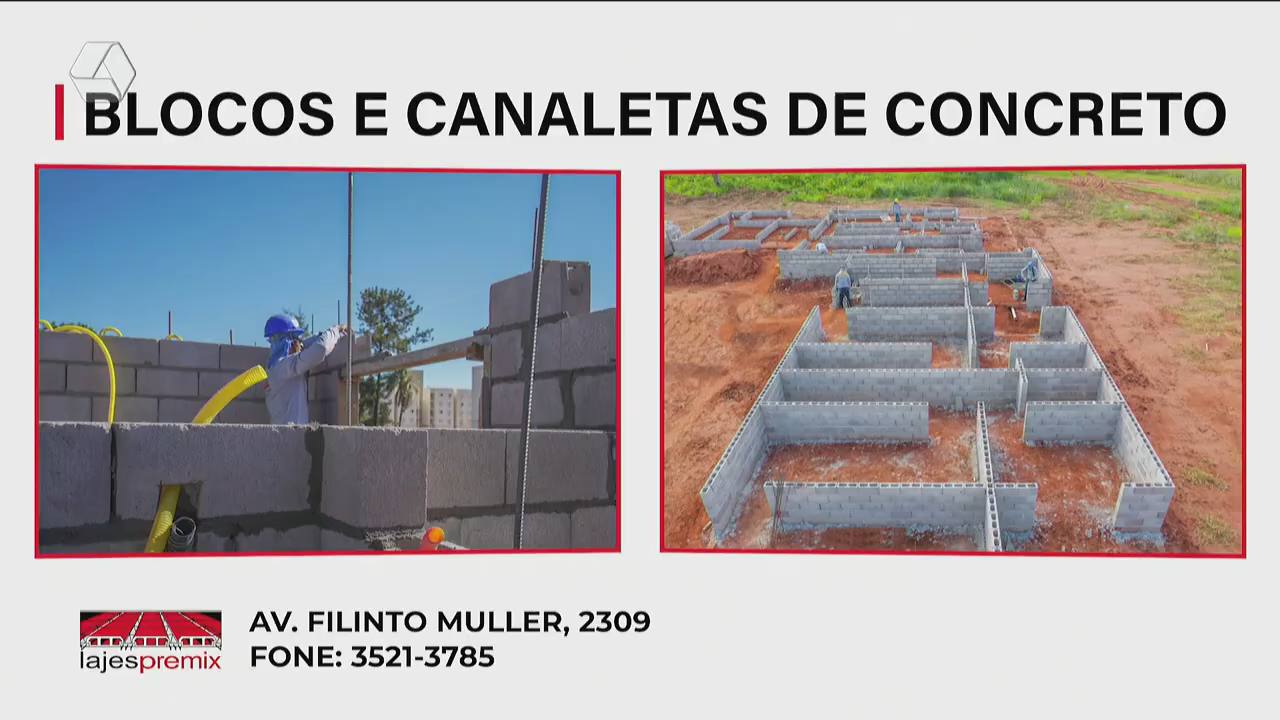 BLOCOS E CANALETAS DE CONCRETO
AV. FILINTO MULLER, 2309
FONE: 3521-3785
lajespremix